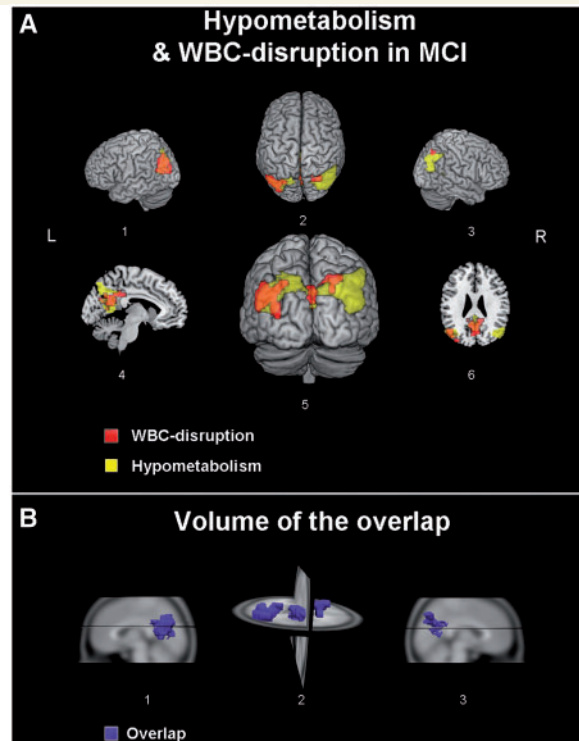 A
Hypometabolism
& WBC-disruption in MCI
1
2
3
L
R
4
5
6
WBC-disruption
Hypometabolism
B
Volume of the overlap
1
2
3
Overlap